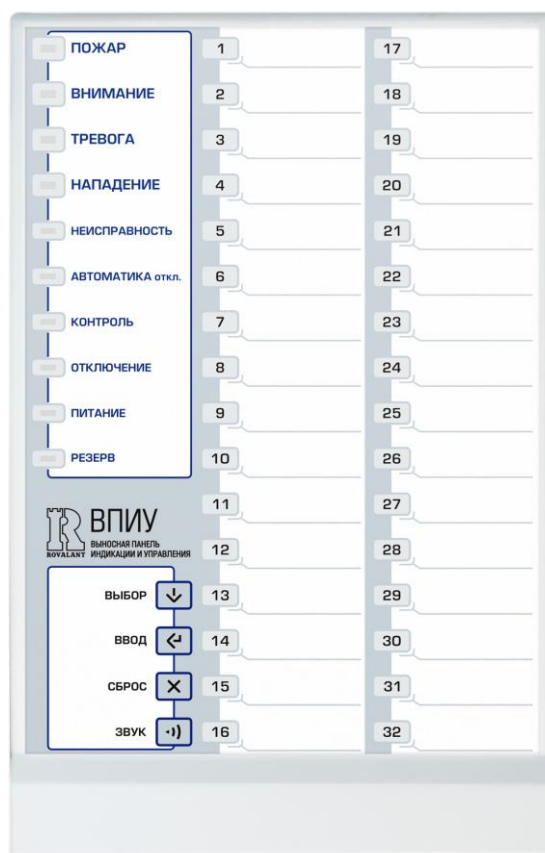 ПОЖАР
ВНИМАНИЕ
ТРЕВОГА
НАПАДЕНИЕ
НЕИСПРАВНОСТЬ
АВТОМАТИКА откл.
КОНТРОЛЬ
ОТКЛЮЧЕНИЕ
ПИТАНИЕ
РЕЗЕРВ
R
ROVALANT
ВПИУ
ВЫНОСНАЯ ПАНЕЛЬ
ИНДИКАЦИИ И УПРАВЛЕНИЯ
ВЫБОР
ВВОД
СБРОС
ЗВУК
1
2
3
4
5
6
7
8
9
10
11
12
13
14
15
16
17
18
19
20
21
22
23
24
25
26
27
28
29
30
31
32